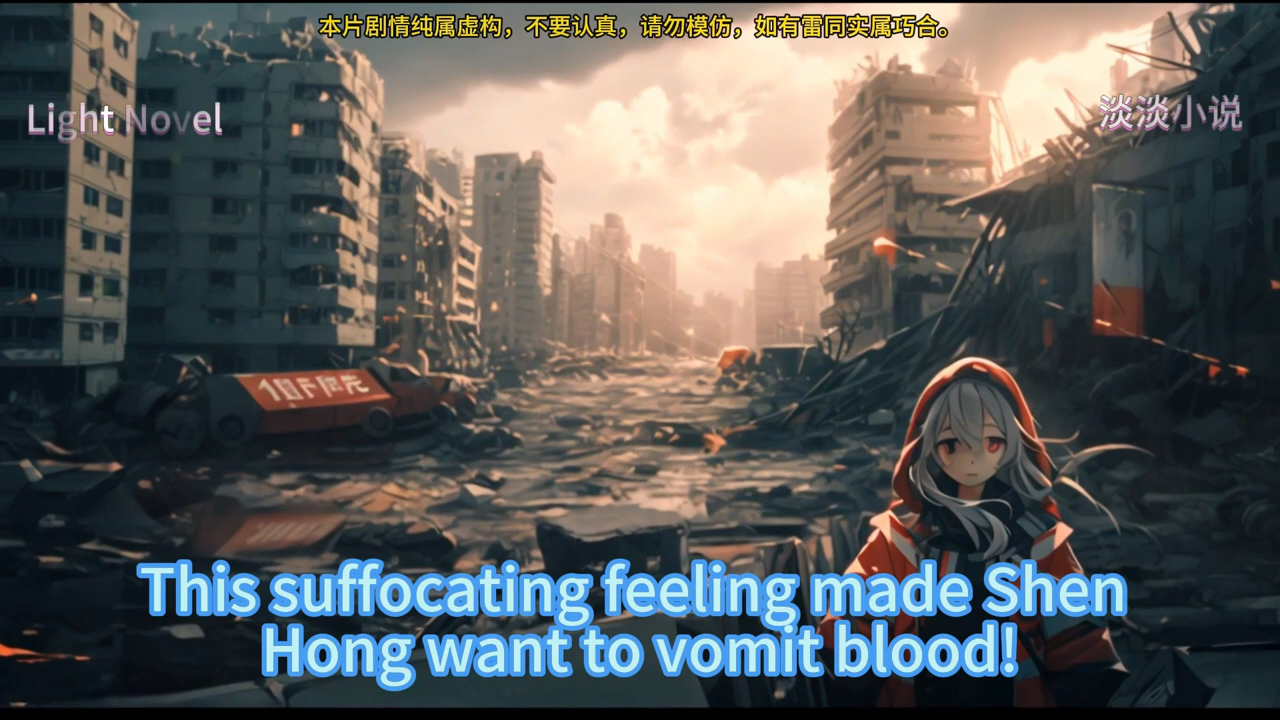 本片剧情纯属虚构，不要认真，请勿模仿，如有雷同实属巧合。
Light Novel
淡淡小说
This suffocating feeling made Shen
Hong want to vomit blood!